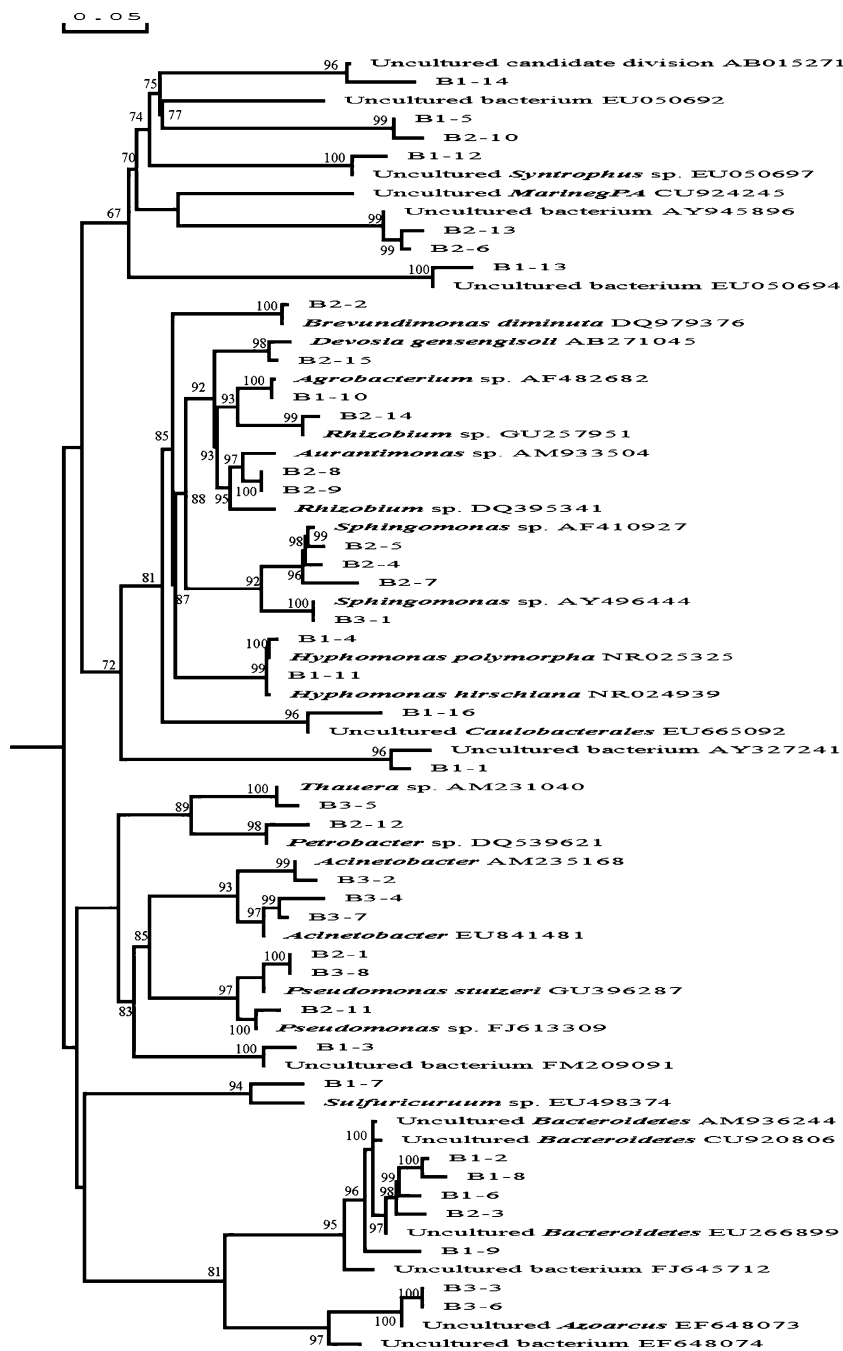 0.05
96 Uncultured candidate division AB015271
75 B1-14
Uncultured bacterium EU050692
77 99 B1-5
74 B2-10
100 B1-12
70 Uncultured Syntrophus sp. EU050697
Uncultured MarinegPA CU924245
67 99 Uncultured bacterium AY945896
B2-13
99 B2-6
100 B1-13
Uncultured bacterium EU050694
100 B2-2
Brevundimonas diminuta DQ979376
98 Devosia gensengisoli AB271045
B2-15
92 100 Agrobacterium sp. AF482682
93 B1-10
99 B2-14
85 Rhizobium sp. GU257951
93 97 Aurantimonas sp. AM933504
B2-8
88 95 100 B2-9
Rhizobium sp. DQ395341
Sphingomonas sp. AF410927
98 99 B2-5
B2-4
81 92 96 B2-7
87 100 Sphingomonas sp. AY496444
B3-1
100 B1-4
Hyphomonas polymorpha NR025325
72 99 B1-11
Hyphomonas hirschiana NR024939
96 B1-16
Uncultured Caulobacterales EU665092
96 Uncultured bacterium AY327241
B1-1
100 Thauera sp. AM231040
89 B3-5
98 B2-12
Petrobacter sp. DQ539621
99 Acinetobacter AM235168
93 B3-2
99 B3-4
97 B3-7
85 Acinetobacter EU841481
100 B2-1
B3-8
97 Pseudomonas stutzeri GU396287
83 B2-11
100 Pseudomonas sp. FJ613309
100 B1-3
Uncultured bacterium FM209091
94 B1-7
Sulfuricuruum sp. EU498374
Uncultured Bacteroidetes AM936244
100 Uncultured Bacteroidetes CU920806
100 B1-2
99 B1-8
96 98 B1-6
B2-3
95 97 Uncultured Bacteroidetes EU266899
B1-9
81 Uncultured bacterium FJ645712
100 B3-3
B3-6
100 Uncultured Azoarcus EF648073
97 Uncultured bacterium EF648074